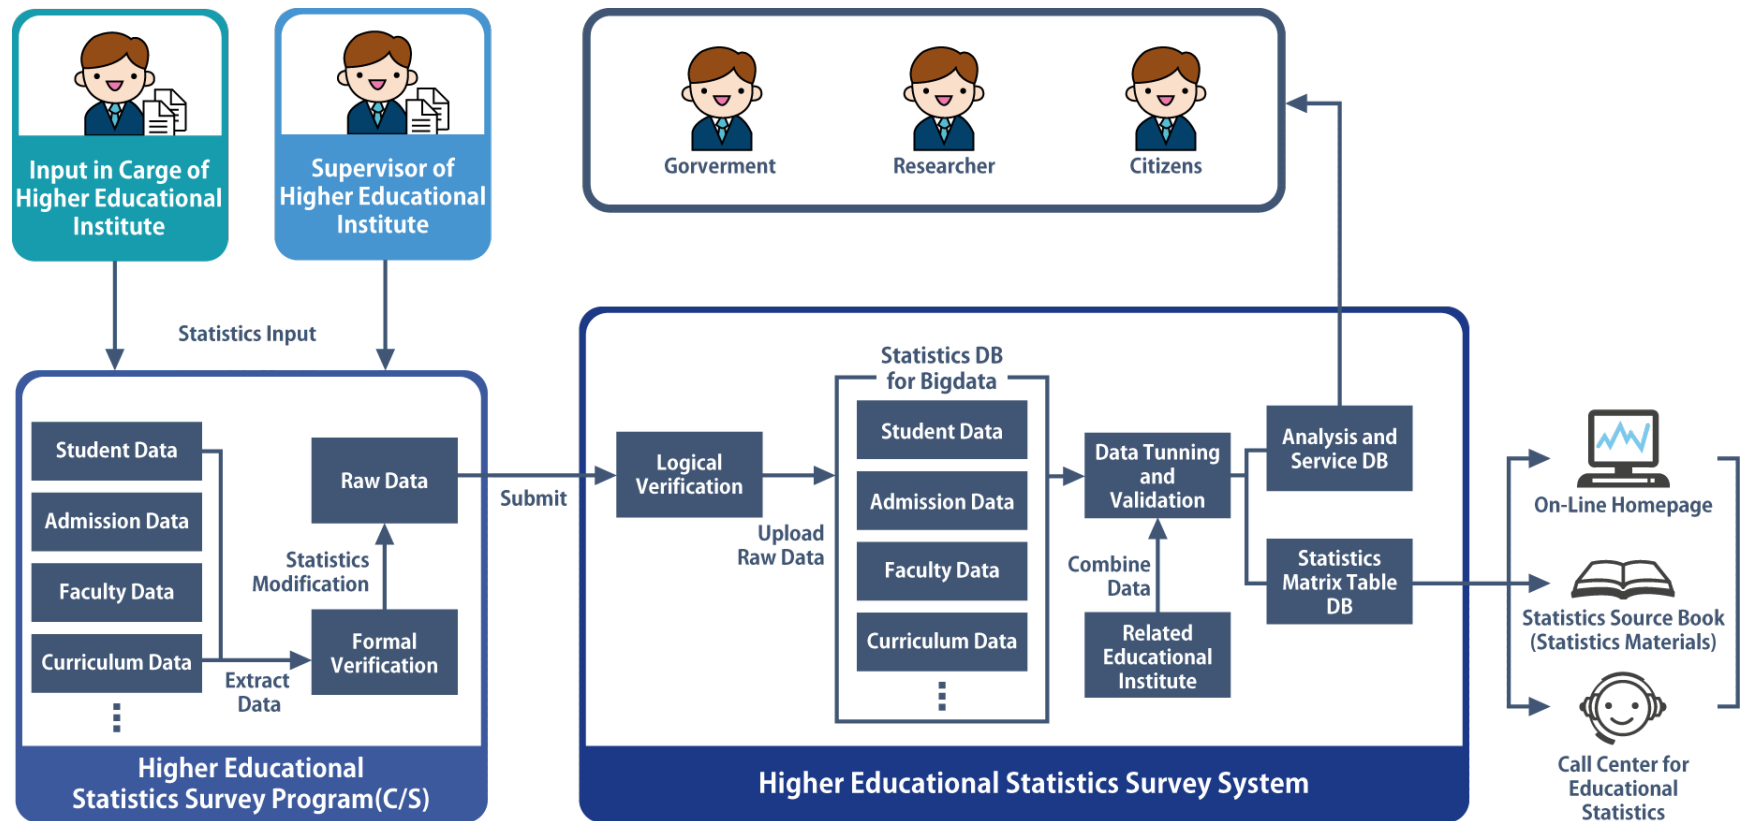 Input in Carge of
Higher Educational
Institute
Supervisor of
Higher Educational
Institute
Gorverment
Researcher
Citizens
Statistics Input
Student Data
Admission Data
Faculty Data
Curriculum Data
Extract
Data
Raw Data
Statistics
Modification
Formal
Verification
Higher Educational
Statistics Survey Program(C/S)
Submit
Logical
Verification
Upload
Raw Data
Statistics DB
for Bigdata
Student Data
Admission Data
Faculty Data
Curriculum Data
Data Tunning
and
Validation
Combine
Data
Related
Educational
Institute
Analysis and
Service DB
Statistics
Matrix Table
DB
Higher Educational Statistics Survey System
On-Line Homepage
Statistics Source Book
(Statistics Materials)
Call Center for
Educational
Statistics